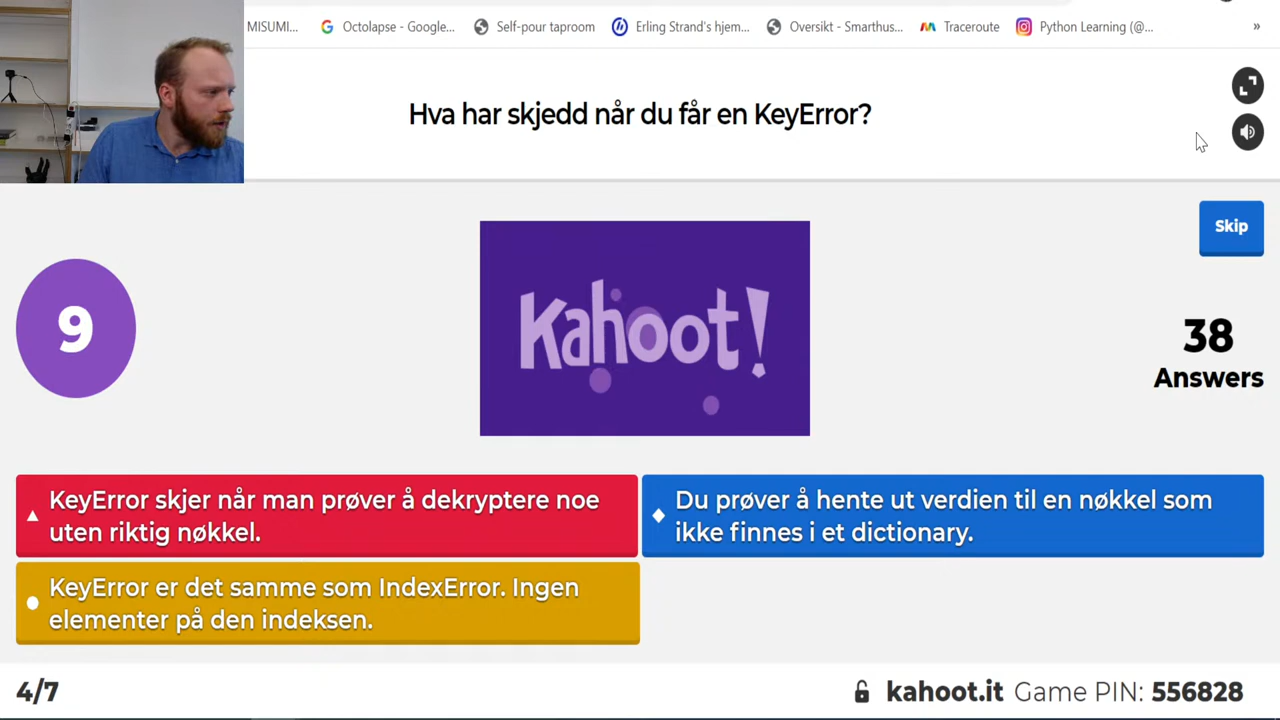 MISUMI...
Octolapse - Google...
Self-pour taproom
Erling Strand's hjem...
Oversikt - Smarthus...
Traceroute
Python Learning (@...
»
Hva har skjedd når du får en KeyError?
Skip
9
Kahoot!
38
Answers
KeyError skjer når man prøver å dekryptere noe
uten riktig nøkkel.
Du prøver å hente ut verdien til en nøkkel som
ikke finnes i et dictionary.
KeyError er det samme som IndexError. Ingen
elementer på den indeksen.
4/7
kahoot.it Game PIN: 556828